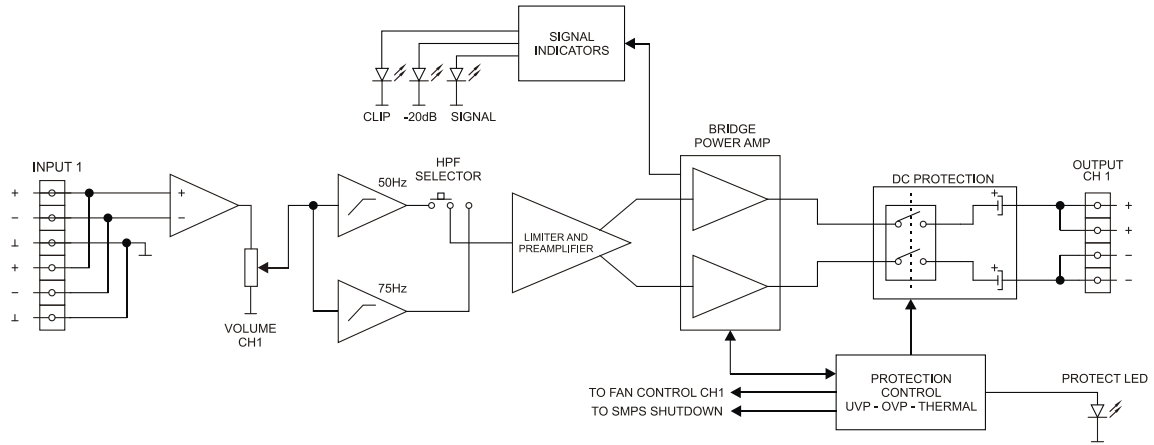 SIGNAL
INDICATORS
CLIP
-20dB
SIGNAL
BRIDGE
POWER AMP
INPUT 1
+
−
⊥
+
−
⊥
+
−
VOLUME
CH1
50Hz
75Hz
HPF
SELECTOR
LIMITER AND
PREAMPLIFIER
DC PROTECTION
+
+
OUTPUT
CH 1
+
+
−
−
PROTECTION
CONTROL
UVP - OVP - THERMAL
TO FAN CONTROL CH1
TO SMPS SHUTDOWN
PROTECT LED